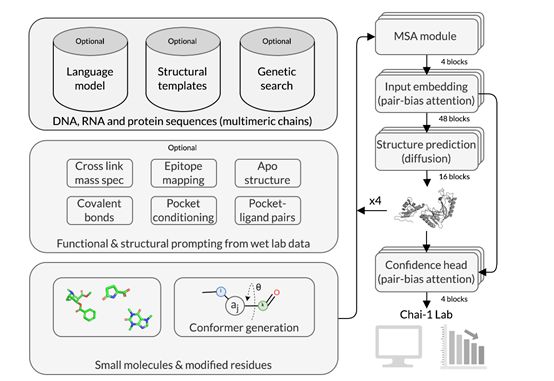 Optional
Language
model
Optional
Structural
templates
Optional
Genetic
search
DNA, RNA and protein sequences (multimeric chains)
Optional
Cross link
mass spec
Epitope
mapping
Apo
structure
Covalent
bonds
Pocket
conditioning
Pocket-
ligand pairs
Functional & structural prompting from wet lab data
θ
aj
O
Conformer generation
Small molecules & modified residues
MSA module
4 blocks
Input embedding
(pair-bias attention)
48 blocks
Structure prediction
(diffusion)
16 blocks
x4
Confidence head
(pair-bias attention)
4 blocks
Chai-1 Lab